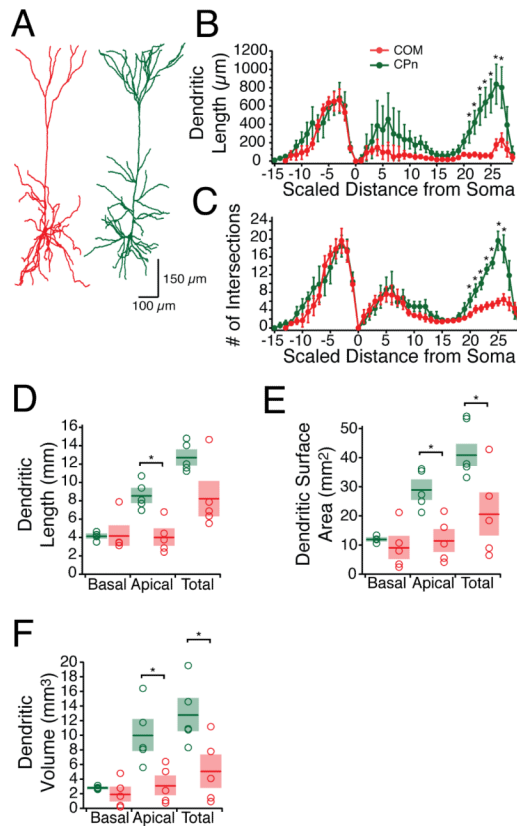 A
150 µm
100 µm
B
COM
CPn
Dendritic
Length (µm)
1200
1000
800
600
400
200
0
-15 -10 -5 0 5 10 15 20 25
Scaled Distance from Soma
C
# of Intersections
24
20
16
12
8
4
0
-15 -10 -5 0 5 10 15 20 25
Scaled Distance from Soma
* * * * * * *
* * * * * * *
D
Dendritic
Length (mm)
16
14
12
10
8
6
4
2
0
*
Basal Apical Total
E
Dendritic Surface
Area (mm2)
50
40
30
20
10
0
*
*
Basal Apical Total
F
Dendritic
Volume (mm3)
20
18
16
14
12
10
8
6
4
2
0
*
*
Basal Apical Total